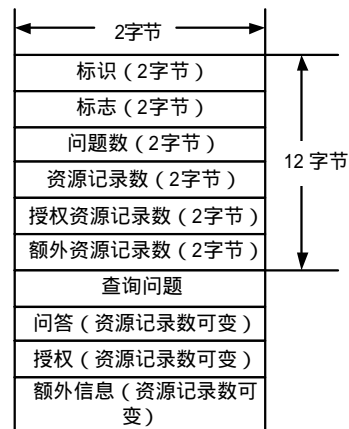 2字节
标识（2字节）
标志（2字节）
问题数（2字节）
资源记录数（2字节）
授权资源记录数（2字节）
额外资源记录数（2字节）
12 字节
查询问题
问答（资源记录数可变）
授权（资源记录数可变）
额外信息（资源记录数可
变）